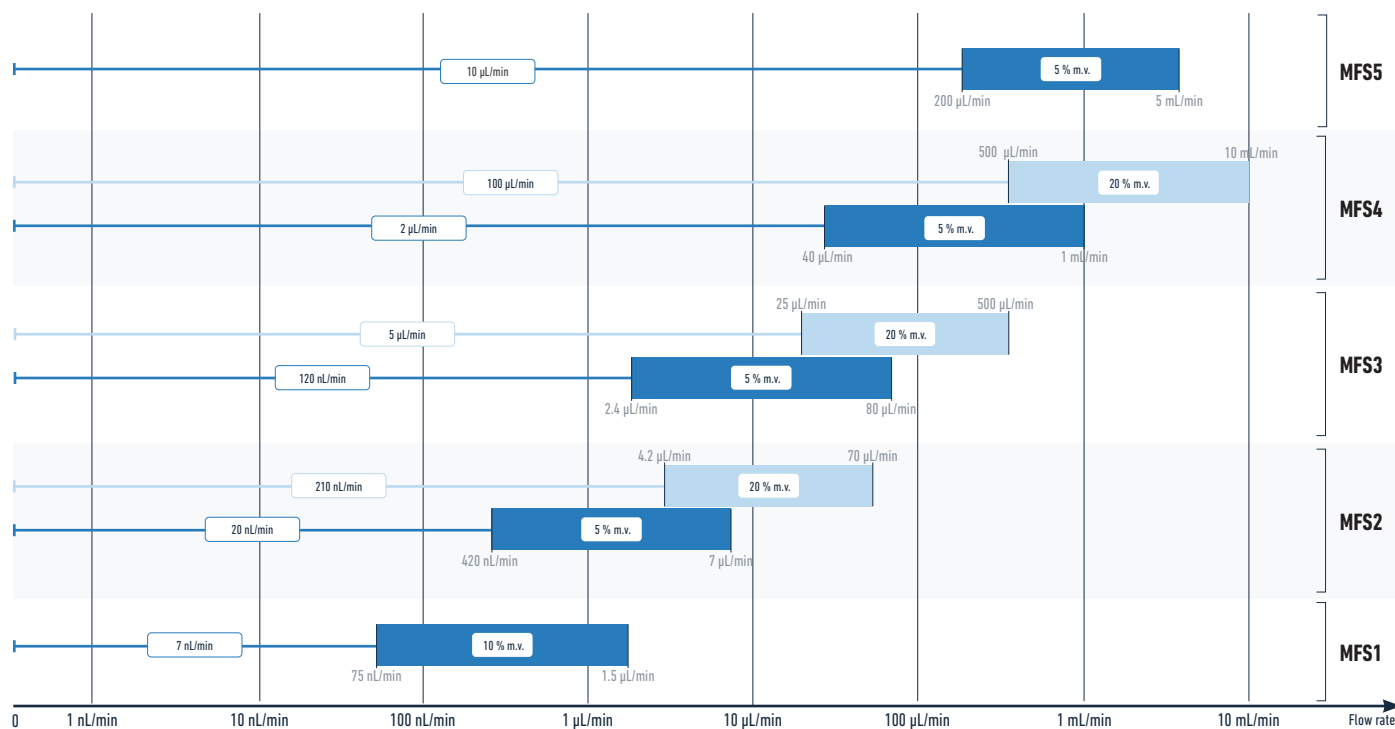 10 µL/min
5 % m.v.
200 µL/min
5 mL/min
MFS5
500 µL/min
10 mL/min
100 µL/min
20 % m.v.
2 µL/min
5 % m.v.
40 µL/min
1 mL/min
MFS4
25 µL/min
500 µL/min
5 µL/min
20 % m.v.
120 nL/min
5 % m.v.
2.4 µL/min
80 µL/min
MFS3
4.2 µL/min
70 µL/min
210 nL/min
20 % m.v.
20 nL/min
5 % m.v.
420 nL/min
7 µL/min
MFS2
7 nL/min
10 % m.v.
75 nL/min
1.5 µL/min
MFS1
0 1 nL/min 10 nL/min 100 nL/min 1 µL/min 10 µL/min 100 µL/min 1 mL/min 10 mL/min Flow rate